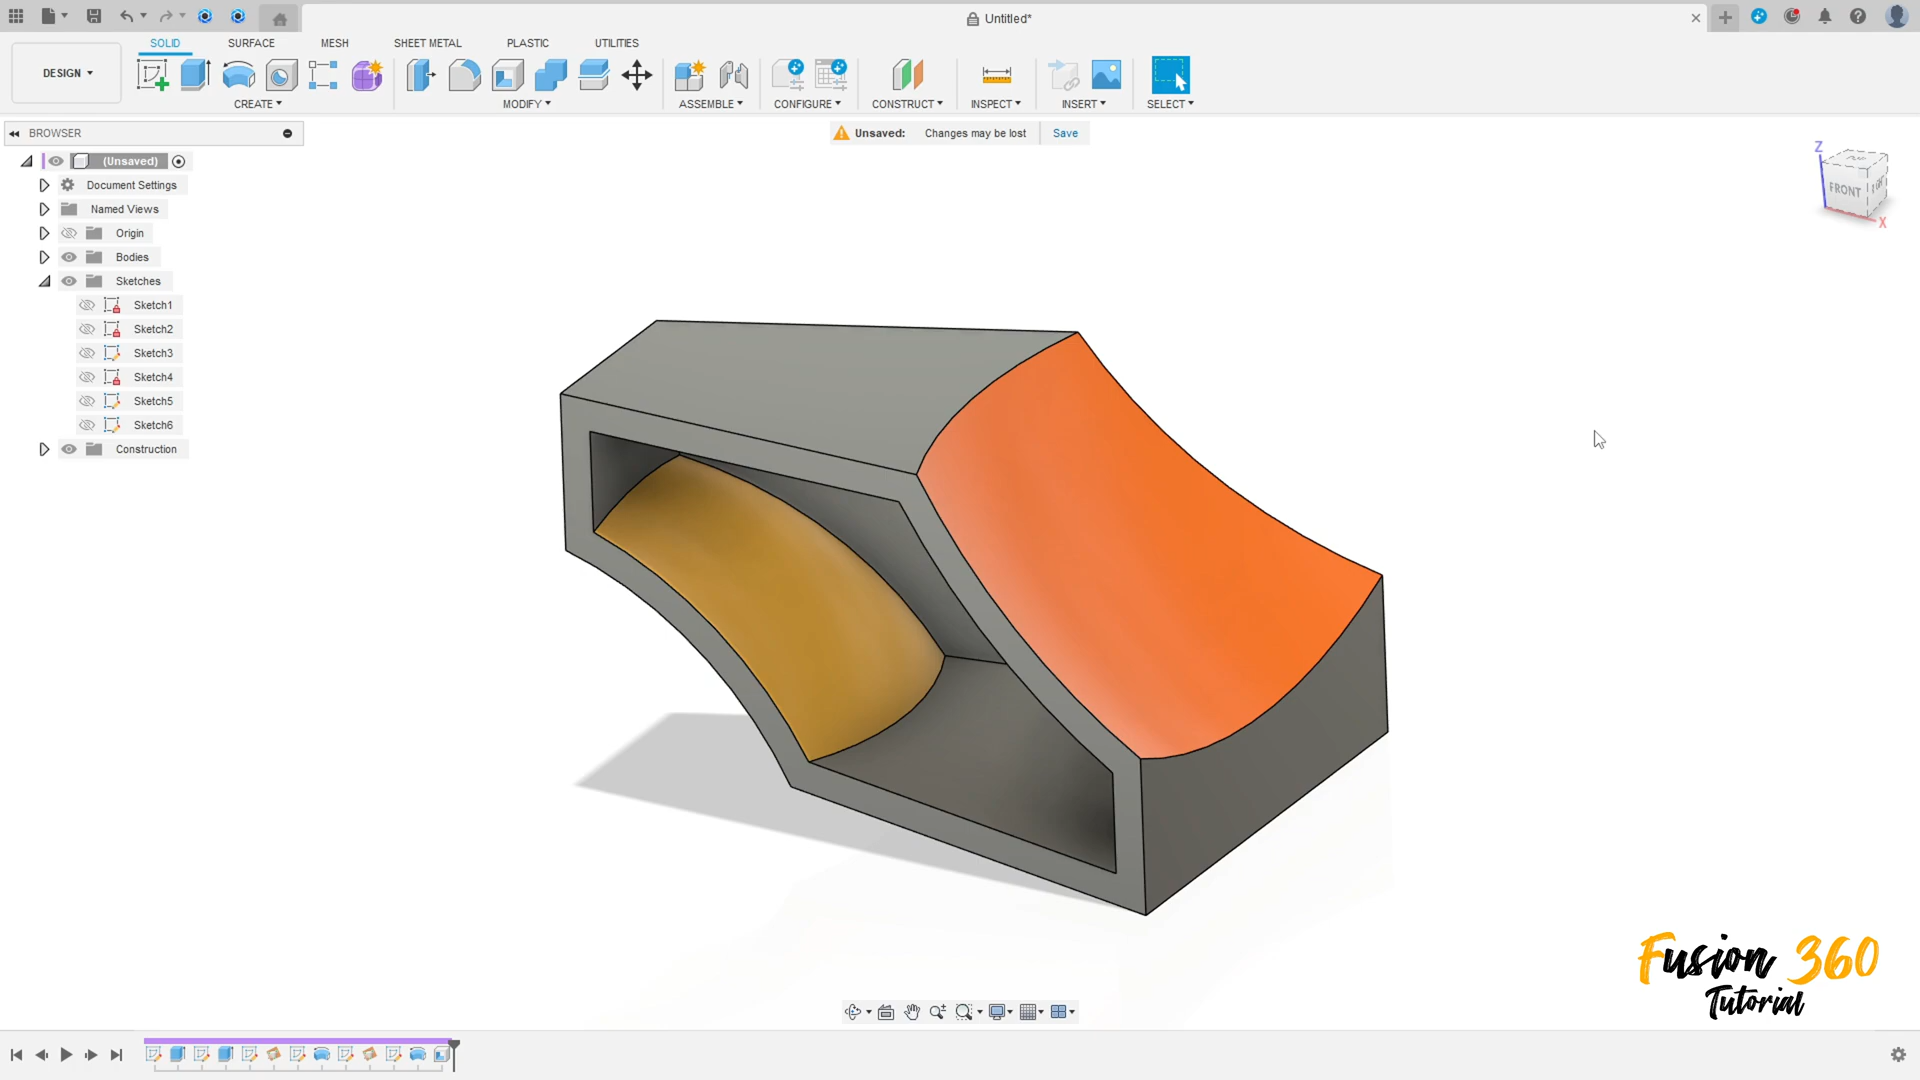 Untitled*
SOLID SURFACE MESH SHEET METAL PLASTIC UTILITIES
DESIGN
CREATE MODIFY ASSEMBLE CONFIGURE CONSTRUCT INSPECT INSERT SELECT
BROWSER
Unsaved: Changes may be lost Save
(Unsaved)
Document Settings
Named Views
Origin
Bodies
Sketches
Sketch1
Sketch2
Sketch3
Sketch4
Sketch5
Sketch6
Construction
Z
FRONT
X
Fusion 360
Tutorial